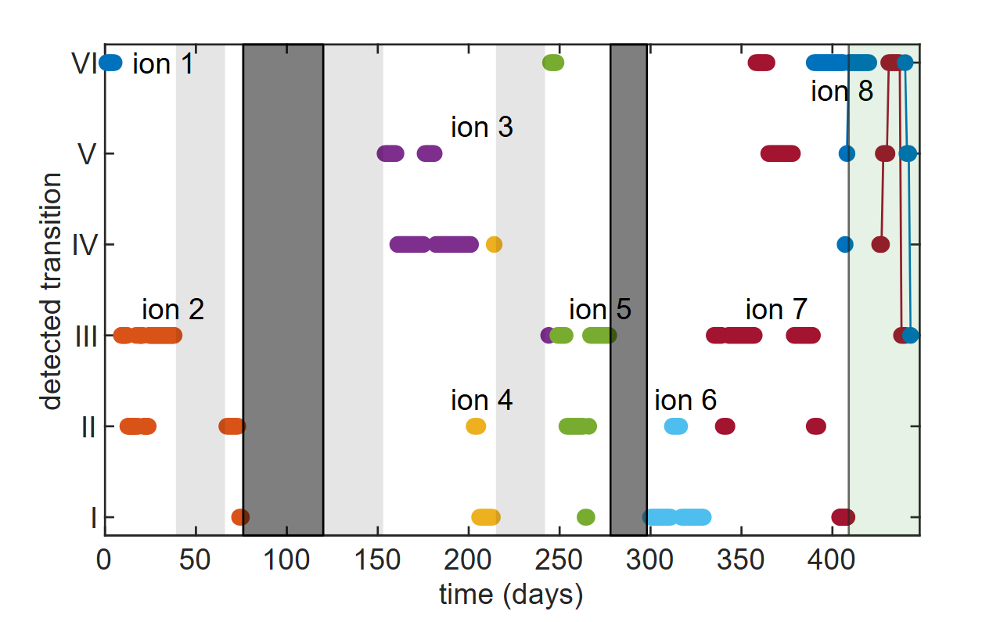 VI
ion 1
ion 8
ion 3
V
IV
ion 2
ion 5
ion 7
III
ion 4
ion 6
II
I
detected transition
0 50 100 150 200 250 300 350 400
time (days)